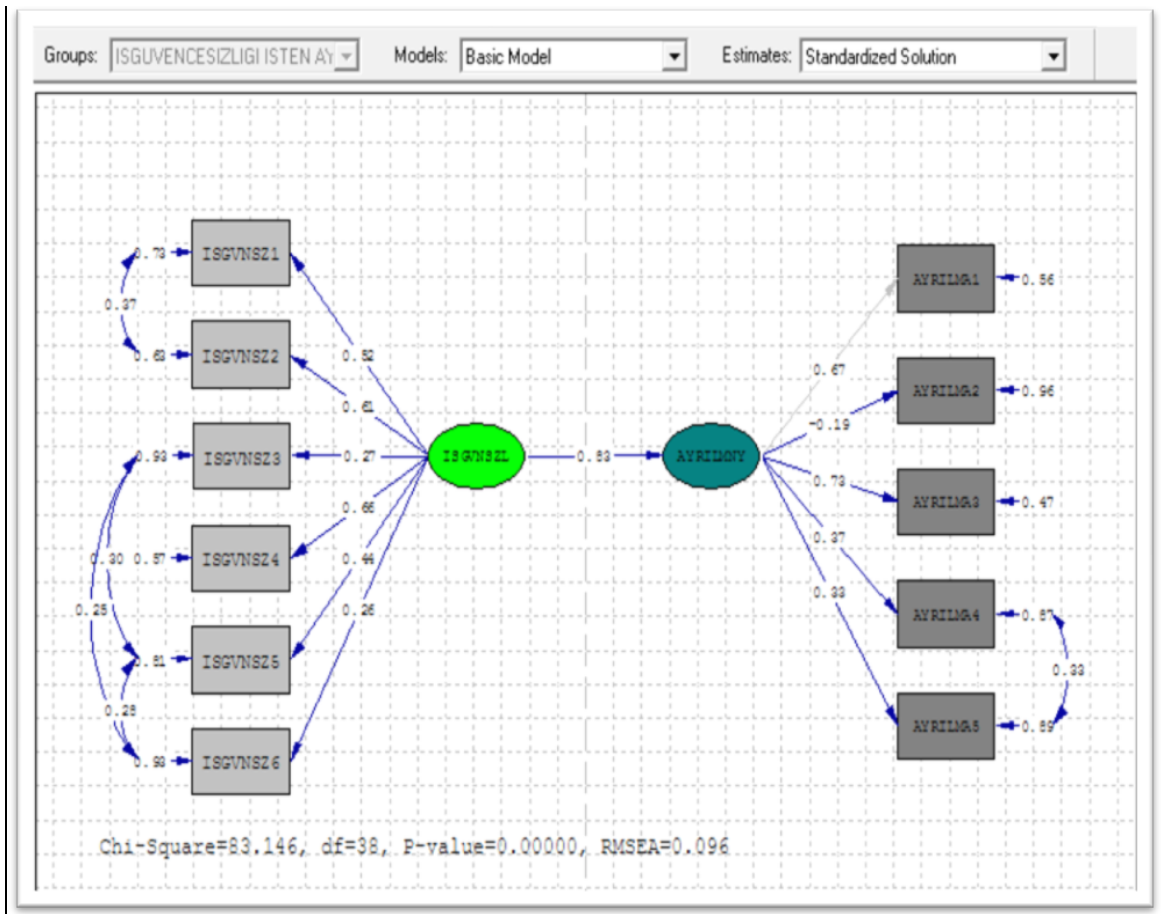 Groups: ISGUVENCESIZLIGI ISTEN AY Models: Basic Model Estimates: Standardized Solution
0.73 ISGVNSZ1
0.37
0.63 ISGVNSZ2
0.93 ISGVNSZ3
0.30 0.57 ISGVNSZ4
0.25
0.81 ISGVNSZ5
0.28
0.93 ISGVNSZ6
0.52
0.61
0.27
0.66
0.44
0.26
ISGVNSZL 0.83 AYRILMNY
0.67
-0.19
0.73
0.37
0.33
AYRILMA1 0.56
AYRILMA2 0.96
AYRILMA3 0.47
AYRILMA4 0.87
0.33
AYRILMA5 0.89
Chi-Square=83.146, df=38, P-value=0.00000, RMSEA=0.096